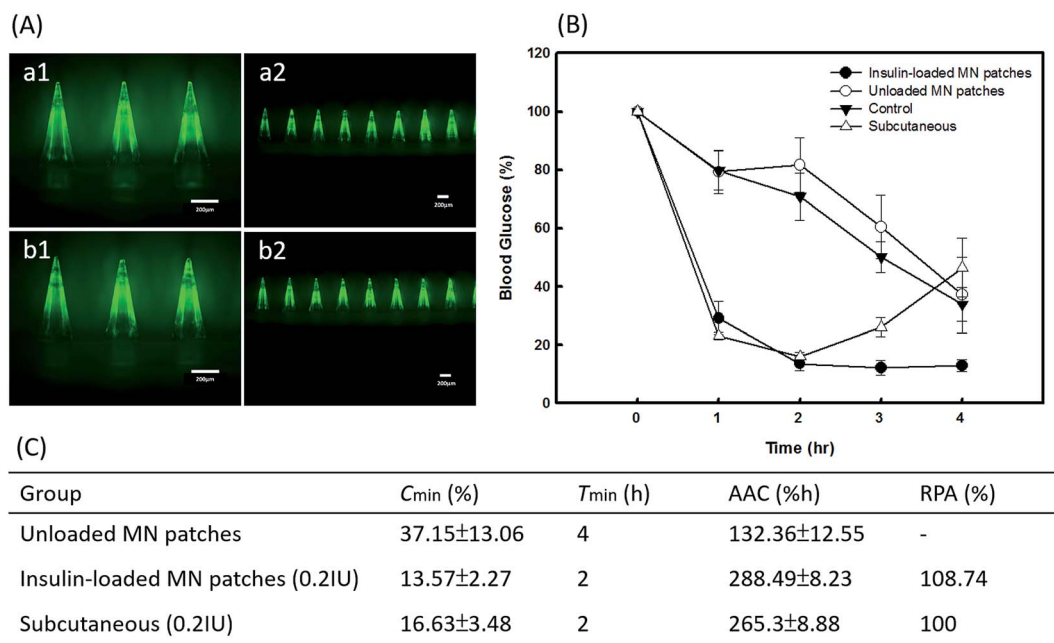 (A)
a1
200µm
a2
200µm
b1
200µm
b2
200µm
(B)
120
100
80
60
40
20
0
Blood Glucose (%)
Insulin-loaded MN patches
Unloaded MN patches
Control
Subcutaneous
0 1 2 3 4
Time (hr)
(C)
Group Cmin (%) Tmin (h) AAC (%h) RPA (%)
Unloaded MN patches 37.15±13.06 4 132.36±12.55 -
Insulin-loaded MN patches (0.2IU) 13.57±2.27 2 288.49±8.23 108.74
Subcutaneous (0.2IU) 16.63±3.48 2 265.3±8.88 100